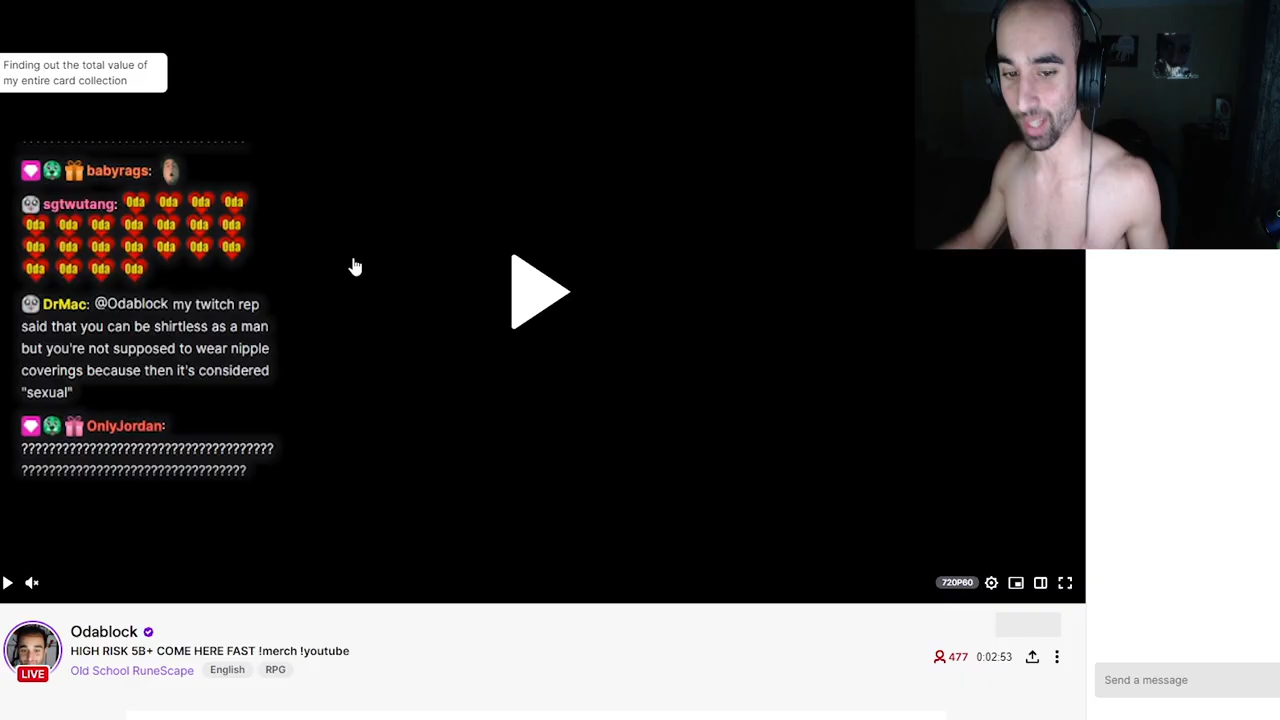 Finding out the total value of
my entire card collection
babyrags:
sgtwutang: Oda Oda Oda Oda
Oda Oda Oda Oda Oda Oda Oda
Oda Oda Oda Oda Oda Oda Oda
Oda Oda Oda Oda
DrMac: @Odablock my twitch rep
said that you can be shirtless as a man
but you're not supposed to wear nipple
coverings because then it's considered
"sexual"
OnlyJordan:
?????????????????????????????????????
?????????????????????????????????
720P60
Odablock
HIGH RISK 5B+ COME HERE FAST !merch !youtube
477 0:02:53
LIVE
Old School RuneScape English RPG
Send a message